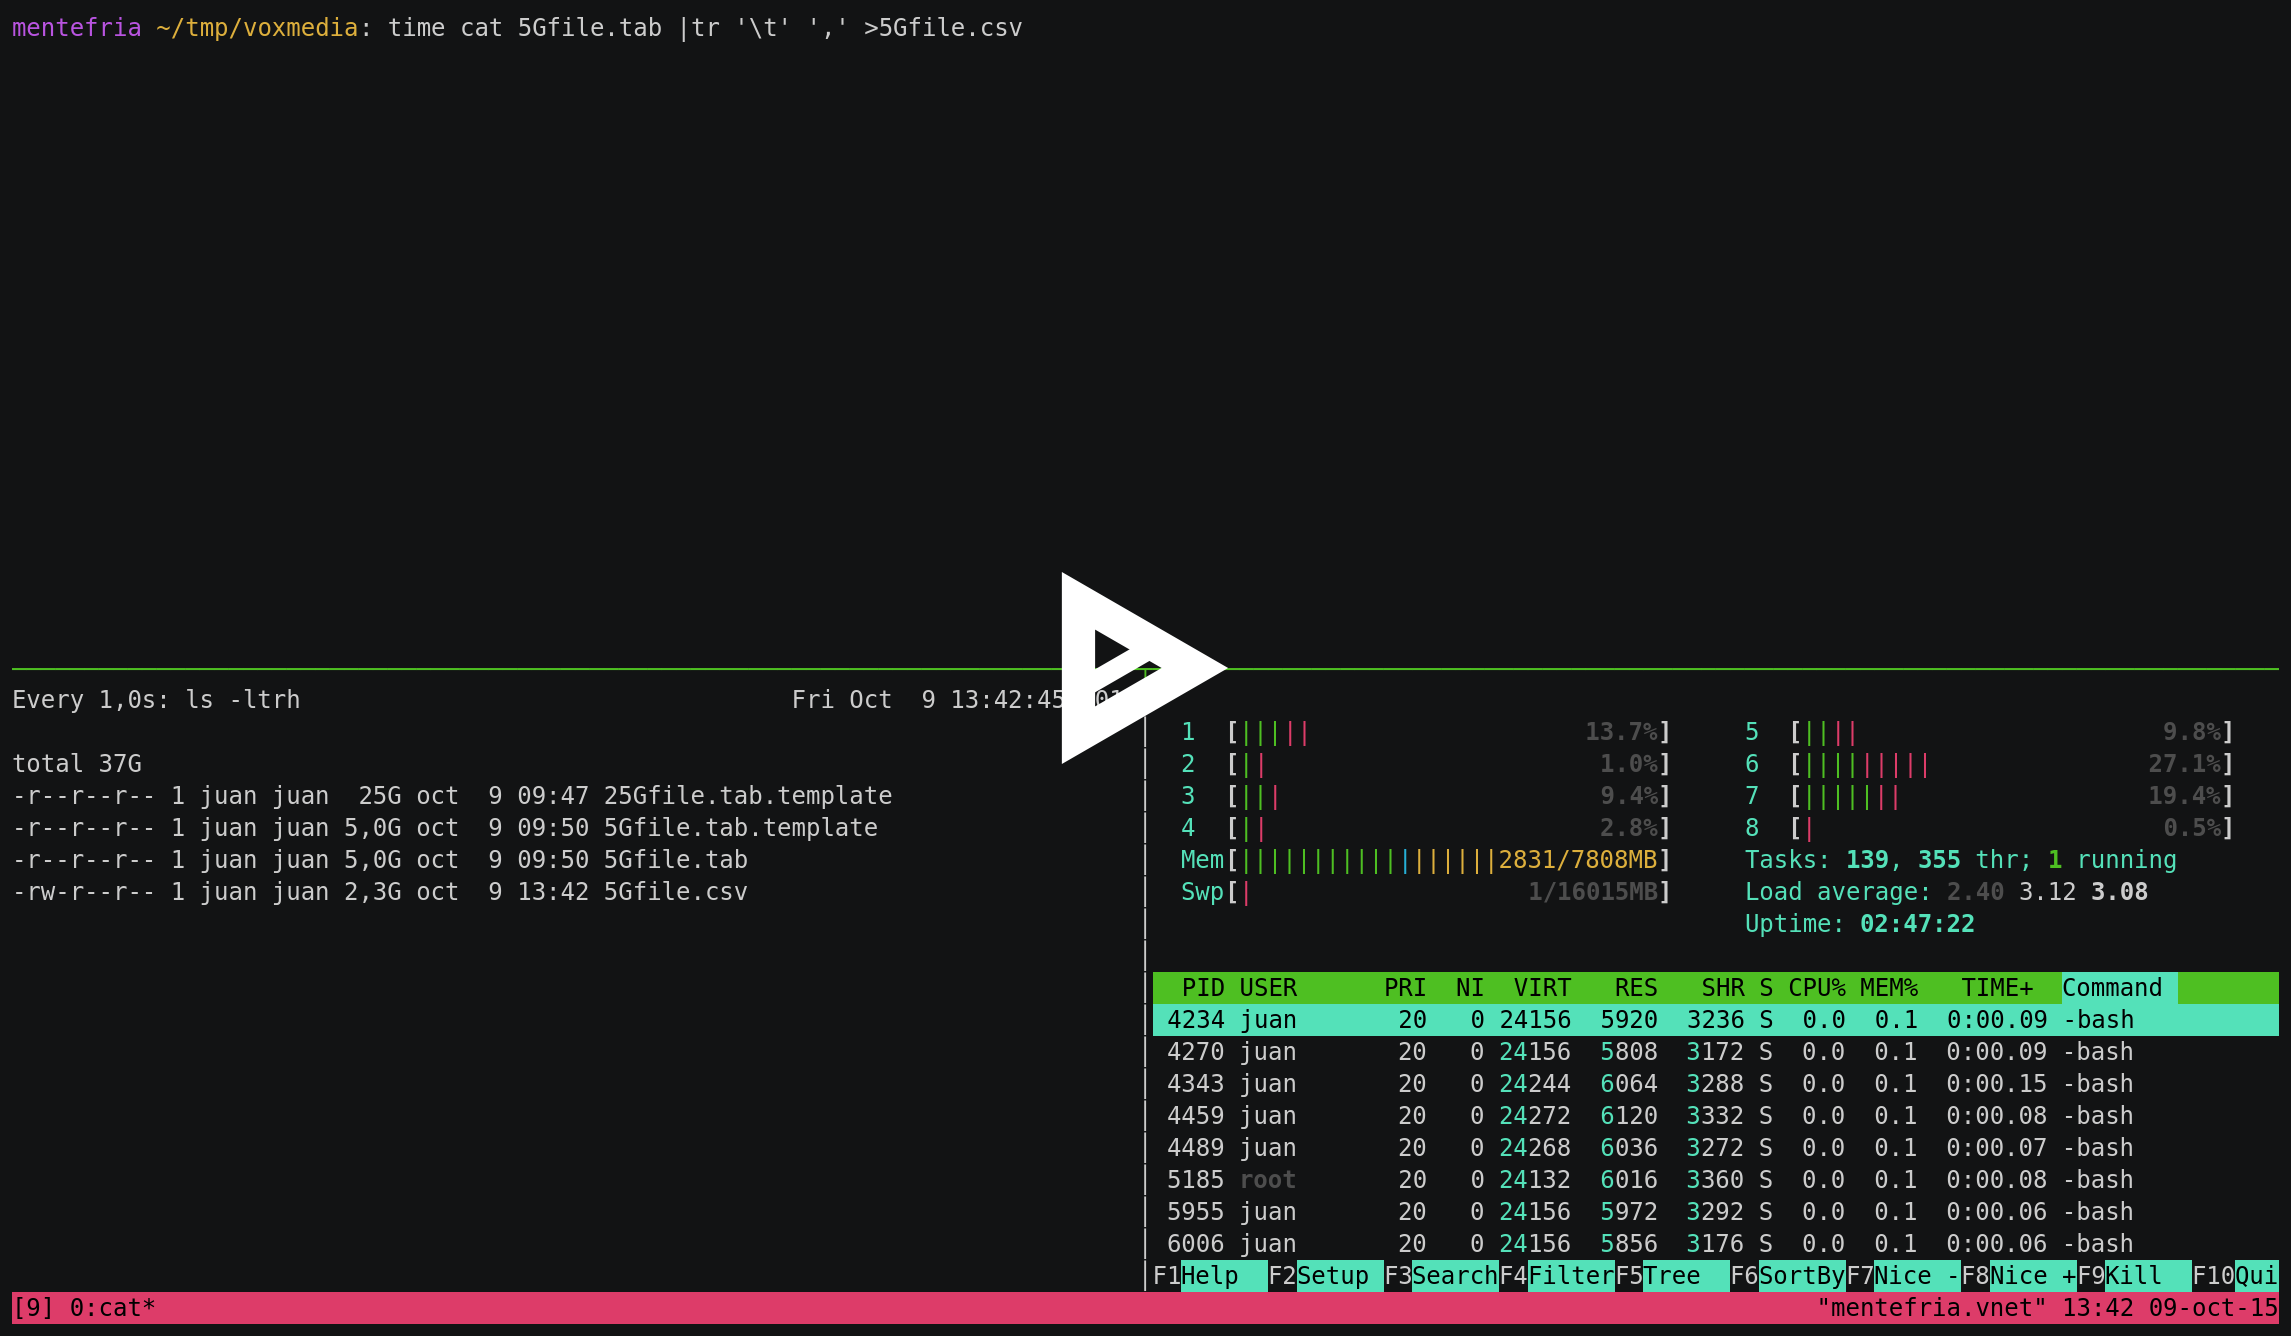 mentefria ~/tmp/voxmedia: time cat 5Gfile.tab |tr '\t' ',' >5Gfile.csv
Every 1,0s: ls -ltrh Fri Oct 9 13:42:45
total 37G
-r--r--r-- 1 juan juan 25G oct 9 09:47 25Gfile.tab.template
-r--r--r-- 1 juan juan 5,0G oct 9 09:50 5Gfile.tab.template
-r--r--r-- 1 juan juan 5,0G oct 9 09:50 5Gfile.tab
-rw-r--r-- 1 juan juan 2,3G oct 9 13:42 5Gfile.csv
1 [||||| 13.7%] 5 [|||| 9.8%]
2 [|| 1.0%] 6 [||||||||| 27.1%]
3 [||| 9.4%] 7 [||||||| 19.4%]
4 [|| 2.8%] 8 [| 0.5%]
Mem[||||||||||||||||||2831/7808MB] Tasks: 139, 355 thr; 1 running
Swp[| 1/16015MB] Load average: 2.40 3.12 3.08
Uptime: 02:47:22
PID USER PRI NI VIRT RES SHR S CPU% MEM% TIME+ Command
4234 juan 20 0 24156 5920 3236 S 0.0 0.1 0:00.09 -bash
4270 juan 20 0 24156 5808 3172 S 0.0 0.1 0:00.09 -bash
4343 juan 20 0 24244 6064 3288 S 0.0 0.1 0:00.15 -bash
4459 juan 20 0 24272 6120 3332 S 0.0 0.1 0:00.08 -bash
4489 juan 20 0 24268 6036 3272 S 0.0 0.1 0:00.07 -bash
5185 root 20 0 24132 6016 3360 S 0.0 0.1 0:00.08 -bash
5955 juan 20 0 24156 5972 3292 S 0.0 0.1 0:00.06 -bash
6006 juan 20 0 24156 5856 3176 S 0.0 0.1 0:00.06 -bash
F1Help F2Setup F3SearchF4FilterF5Tree F6SortByF7Nice -F8Nice +F9Kill F10Qui
[9] 0:cat* "mentefria.vnet" 13:42 09-oct-15